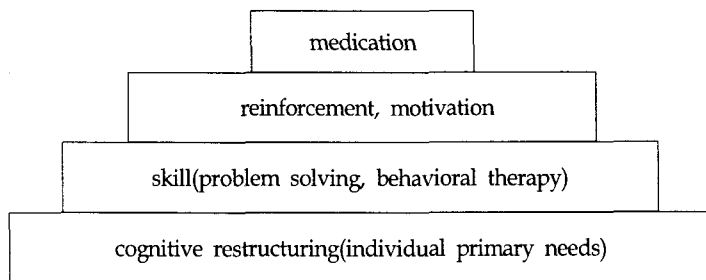 medication
reinforcement, motivation
skill(problem solving, behavioral therapy)
cognitive restructuring(individual primary needs)